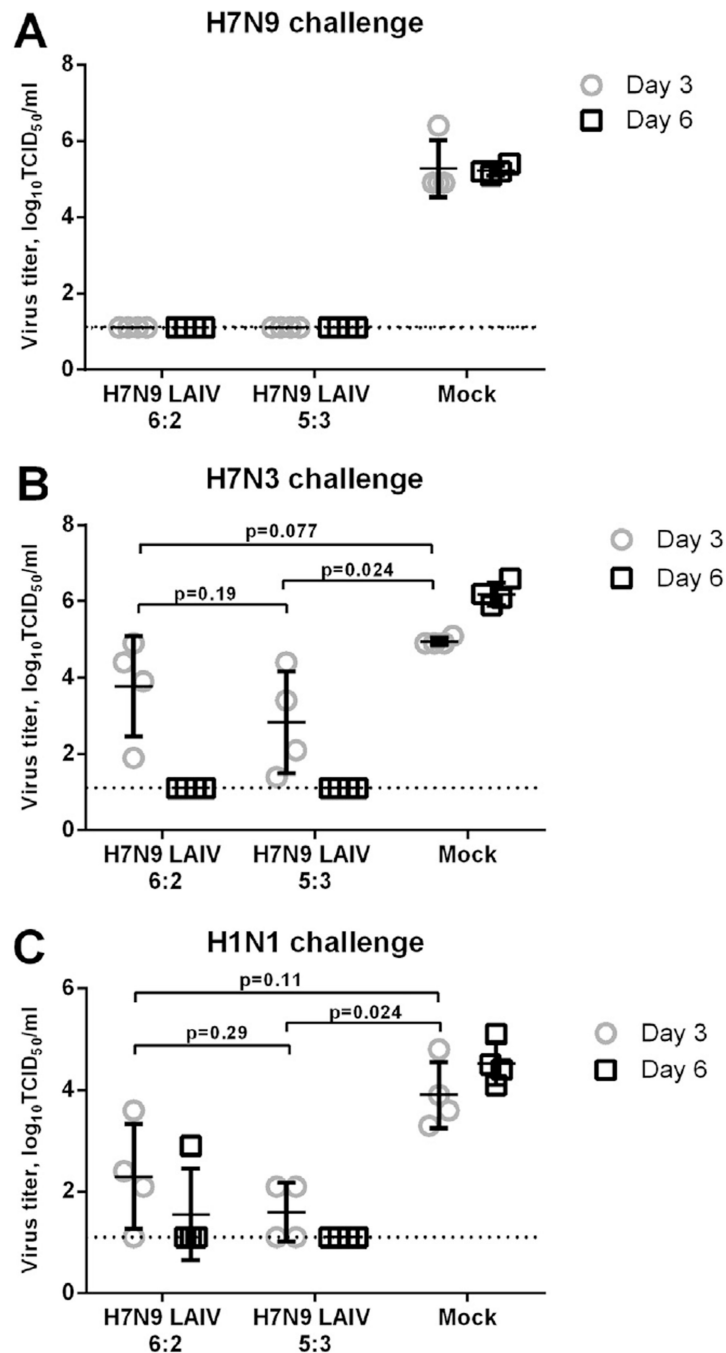 A
H7N9 challenge
Virus titer, log10TCID50/ml
8
6
4
2
0
Day 3
Day 6
H7N9 LAIV
6:2
H7N9 LAIV
5:3
Mock
B
H7N3 challenge
Virus titer, log10TCID50/ml
8
6
4
2
0
p=0.077
p=0.024
p=0.19
Day 3
Day 6
H7N9 LAIV
6:2
H7N9 LAIV
5:3
Mock
C
H1N1 challenge
Virus titer, log10TCID50/ml
6
4
2
0
p=0.11
p=0.024
p=0.29
Day 3
Day 6
H7N9 LAIV
6:2
H7N9 LAIV
5:3
Mock